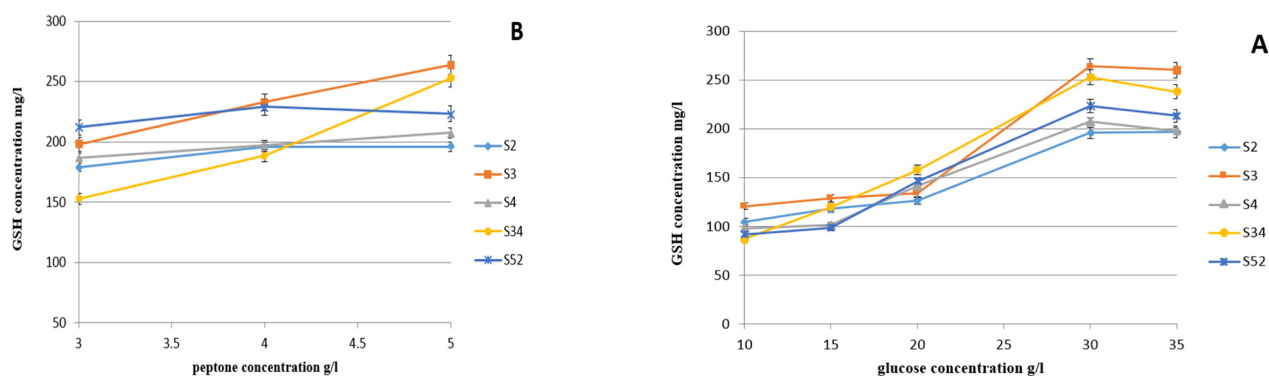 B
GSH concentration mg/l
300
250
200
150
100
50
3
3.5
4
4.5
5
peptone concentration g/l
S2
S3
S4
S34
S52
A
GSH concentration mg/l
300
250
200
150
100
50
0
10
15
20
25
30
35
glucose concentration g/l
S2
S3
S4
S34
S52